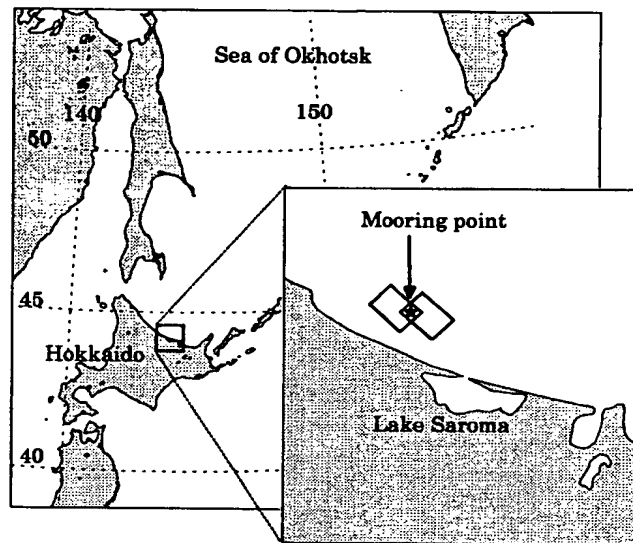 Sea of Okhotsk
140
150
50
Mooring point
45
Hokkaido
Lake Saroma
40